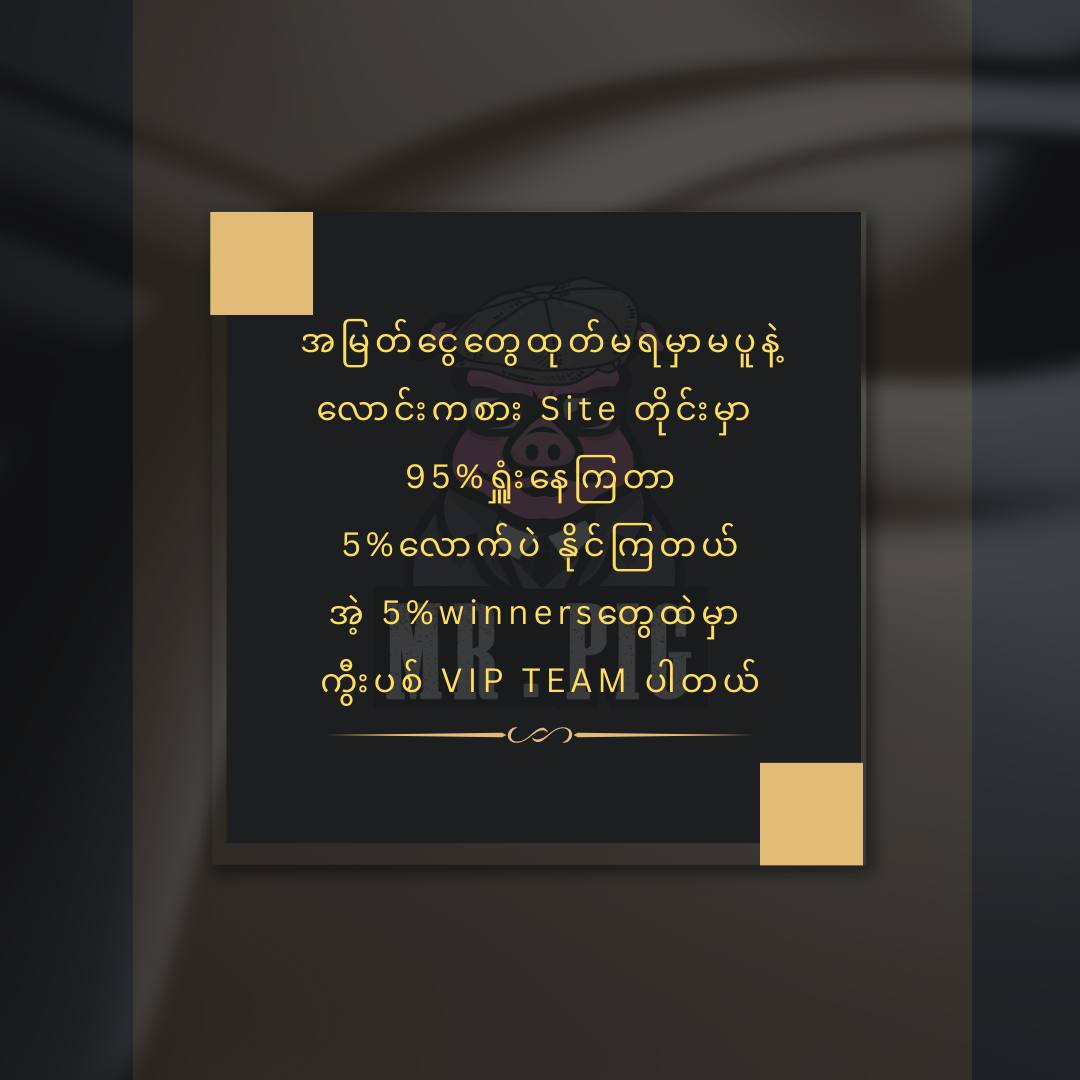 အမြတ်ငွေတွေထုတ်မရမှာမပူနဲ့
လောင်းကစား Site တိုင်းမှာ
95%ရှုံးနေကြတာ
5%လောက်ပဲ နိုင်ကြတယ်
အဲ့ 5%winnersတွေထဲမှာ
ကွီးပစ် VIP TEAM ပါတယ်
MR. PIG